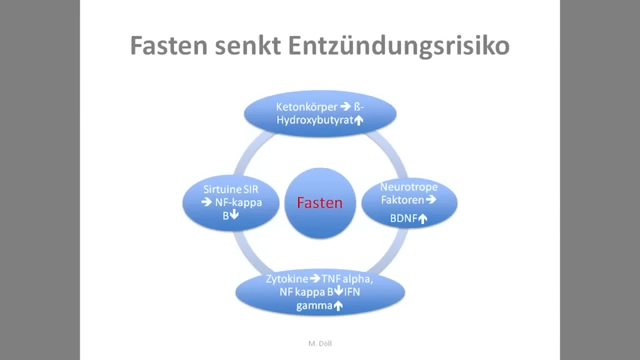 Fasten senkt Entzündungsrisiko
Ketonkörper → ß-
Hydroxybutyrat↑
Sirtuine SIR
→ NF-kappa
B↓
Fasten
Neurotrope
Faktoren→
BDNF↑
Zytokine→TNF alpha,
NF kappa B↓IFN
gamma↑
M. Döll